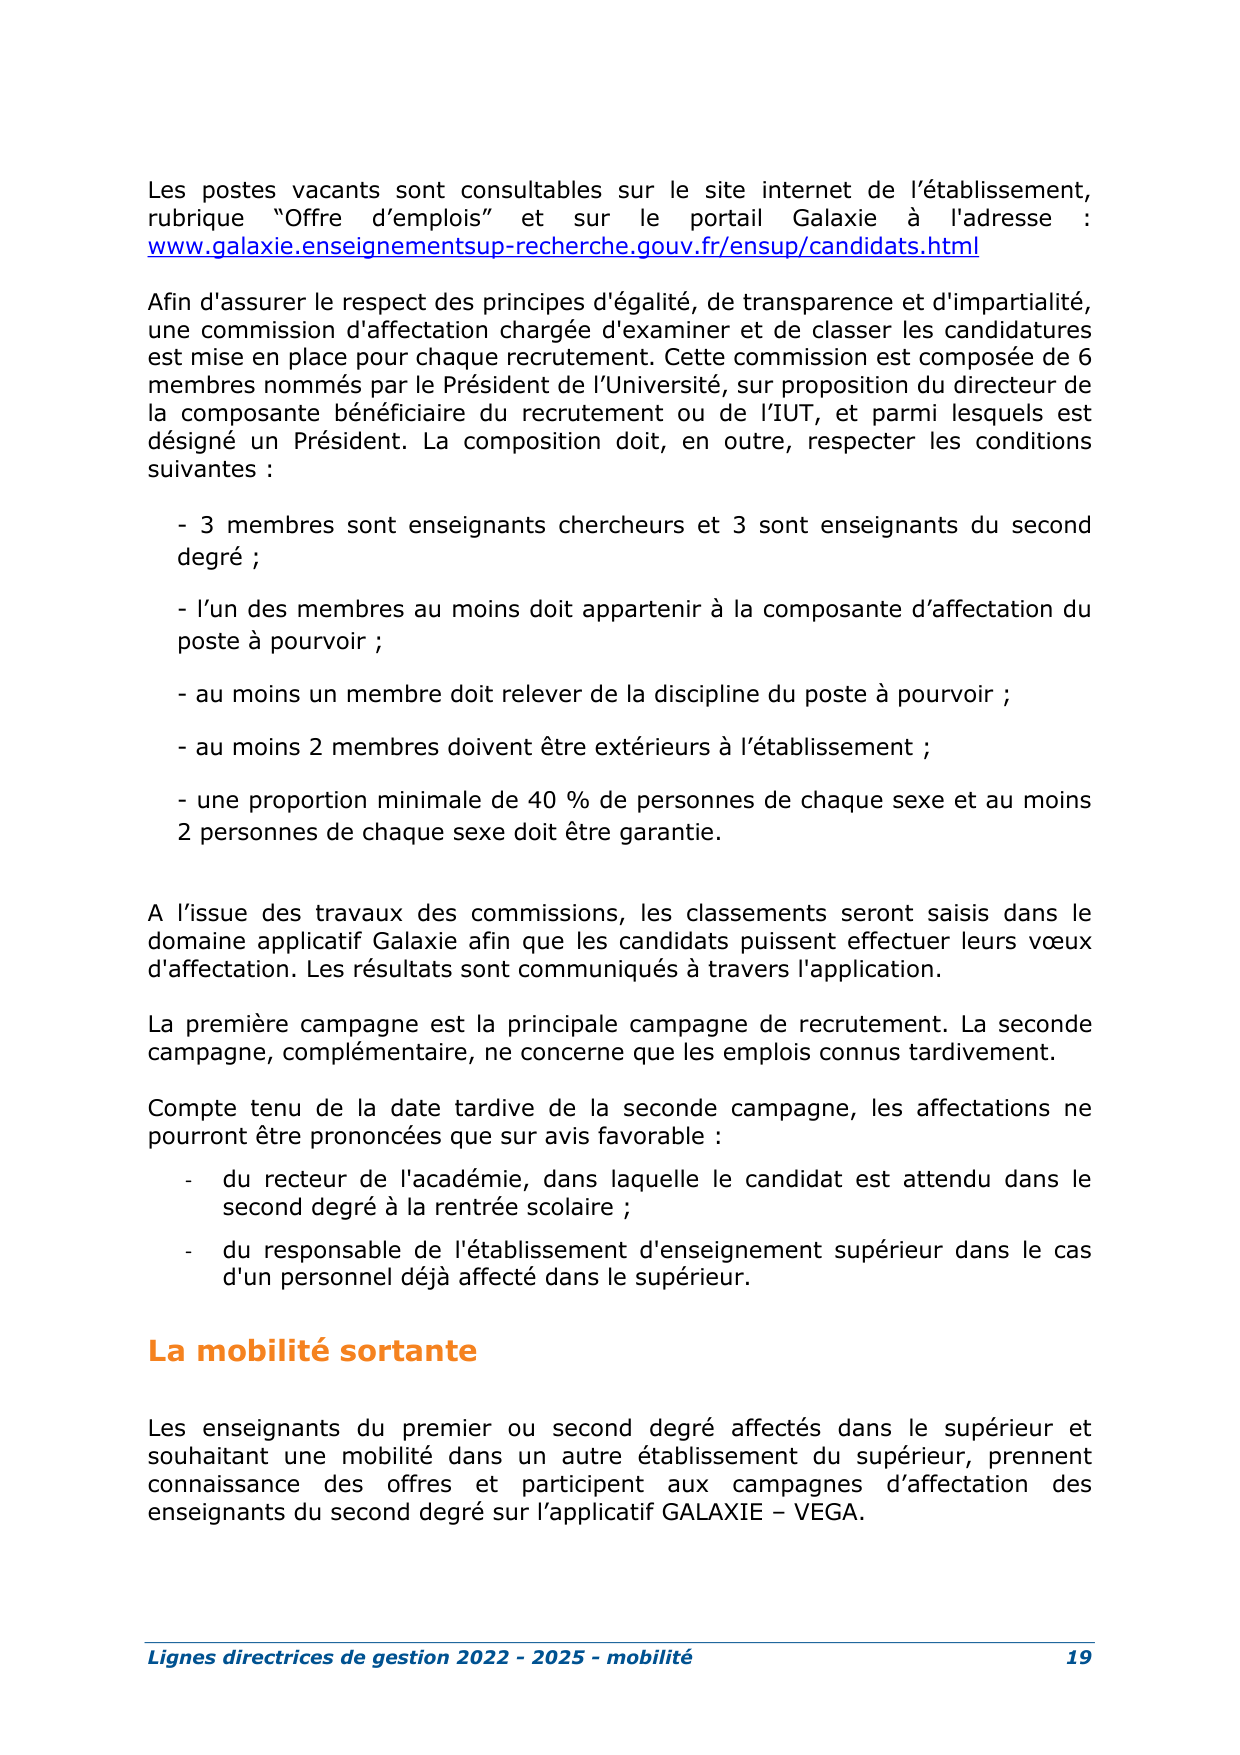 Les postes vacants sont consultables sur le site internet de l’établissement,
rubrique “Offre d’emplois” et sur le portail Galaxie à l'adresse :
www.galaxie.enseignementsup-recherche.gouv.fr/ensup/candidats.html
Afin d'assurer le respect des principes d'égalité, de transparence et d'impartialité,
une commission d'affectation chargée d'examiner et de classer les candidatures
est mise en place pour chaque recrutement. Cette commission est composée de 6
membres nommés par le Président de l’Université, sur proposition du directeur de
la composante bénéficiaire du recrutement ou de l’IUT, et parmi lesquels est
désigné un Président. La composition doit, en outre, respecter les conditions
suivantes :
- 3 membres sont enseignants chercheurs et 3 sont enseignants du second
degré ;
- l’un des membres au moins doit appartenir à la composante d’affectation du
poste à pourvoir ;
- au moins un membre doit relever de la discipline du poste à pourvoir ;
- au moins 2 membres doivent être extérieurs à l’établissement ;
- une proportion minimale de 40 % de personnes de chaque sexe et au moins
2 personnes de chaque sexe doit être garantie.
A l’issue des travaux des commissions, les classements seront saisis dans le
domaine applicatif Galaxie afin que les candidats puissent effectuer leurs vœux
d'affectation. Les résultats sont communiqués à travers l'application.
La première campagne est la principale campagne de recrutement. La seconde
campagne, complémentaire, ne concerne que les emplois connus tardivement.
Compte tenu de la date tardive de la seconde campagne, les affectations ne
pourront être prononcées que sur avis favorable :
- du recteur de l'académie, dans laquelle le candidat est attendu dans le
second degré à la rentrée scolaire ;
- du responsable de l'établissement d'enseignement supérieur dans le cas
d'un personnel déjà affecté dans le supérieur.
La mobilité sortante
Les enseignants du premier ou second degré affectés dans le supérieur et
souhaitant une mobilité dans un autre établissement du supérieur, prennent
connaissance des offres et participent aux campagnes d’affectation des
enseignants du second degré sur l’applicatif GALAXIE – VEGA.
Lignes directrices de gestion 2022 - 2025 - mobilité 19